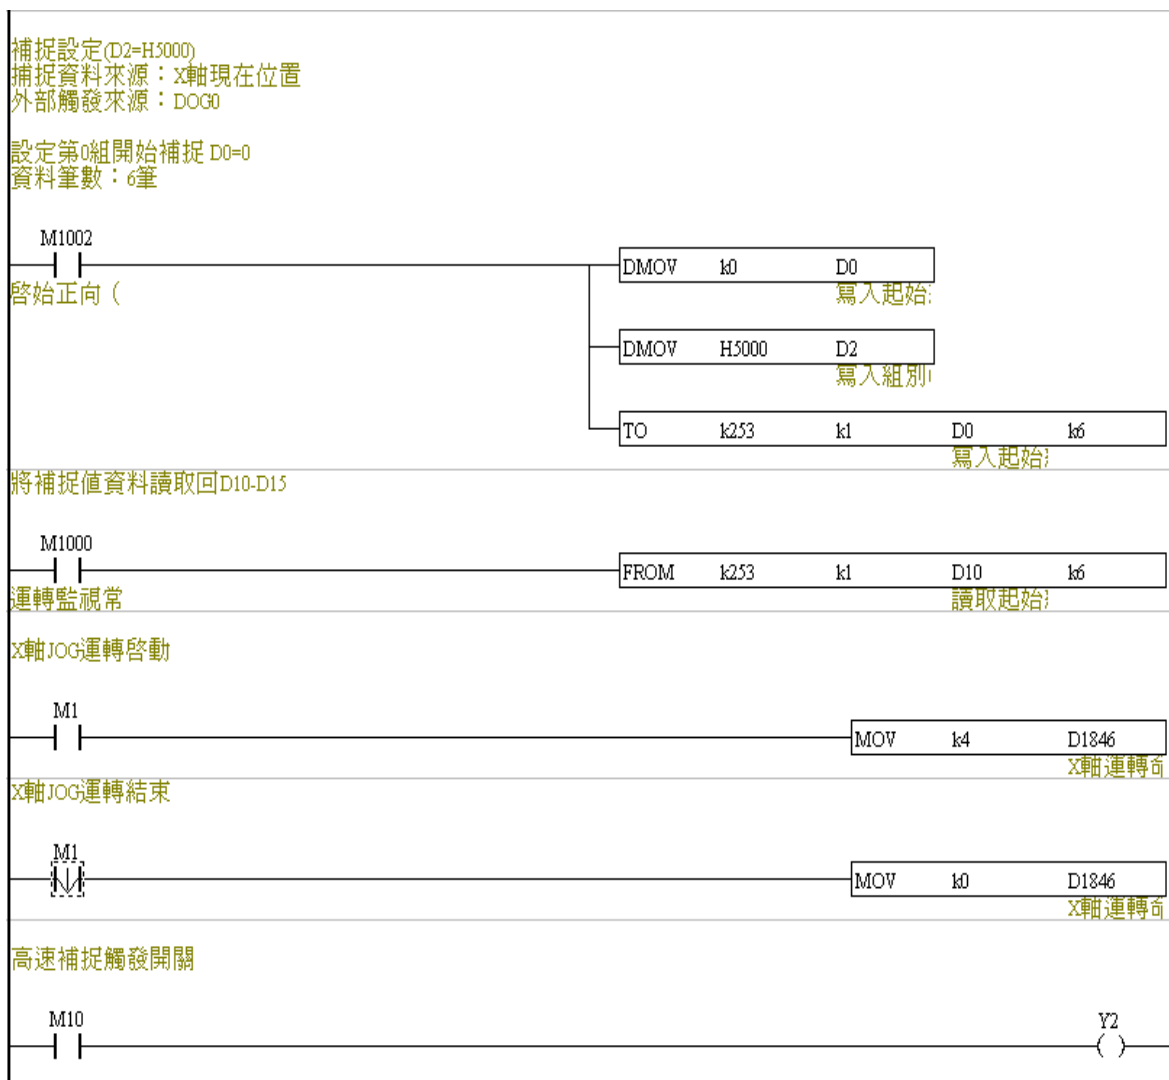 補捉設定(D2=H5000)
捕捉資料來源：X軸現在位置
外部觸發來源：DOG0
設定第0組開始補捉 D0=0
資料筆數：6筆
M1002
DMOV k0 D0
啓始正向（
寫入起始
DMOV H5000 D2
寫入組別
TO k253 k1 D0 k6
寫入起始
將補捉值資料讀取回D10-D15
M1000
FROM k253 k1 D10 k6
運轉監視常
讀取起始
X軸JOG運轉啓動
M1
MOV k4 D1846
X軸運轉
X軸JOG運轉結束
M1
MOV k0 D1846
X軸運轉
高速補捉觸發開關
M10
Y2